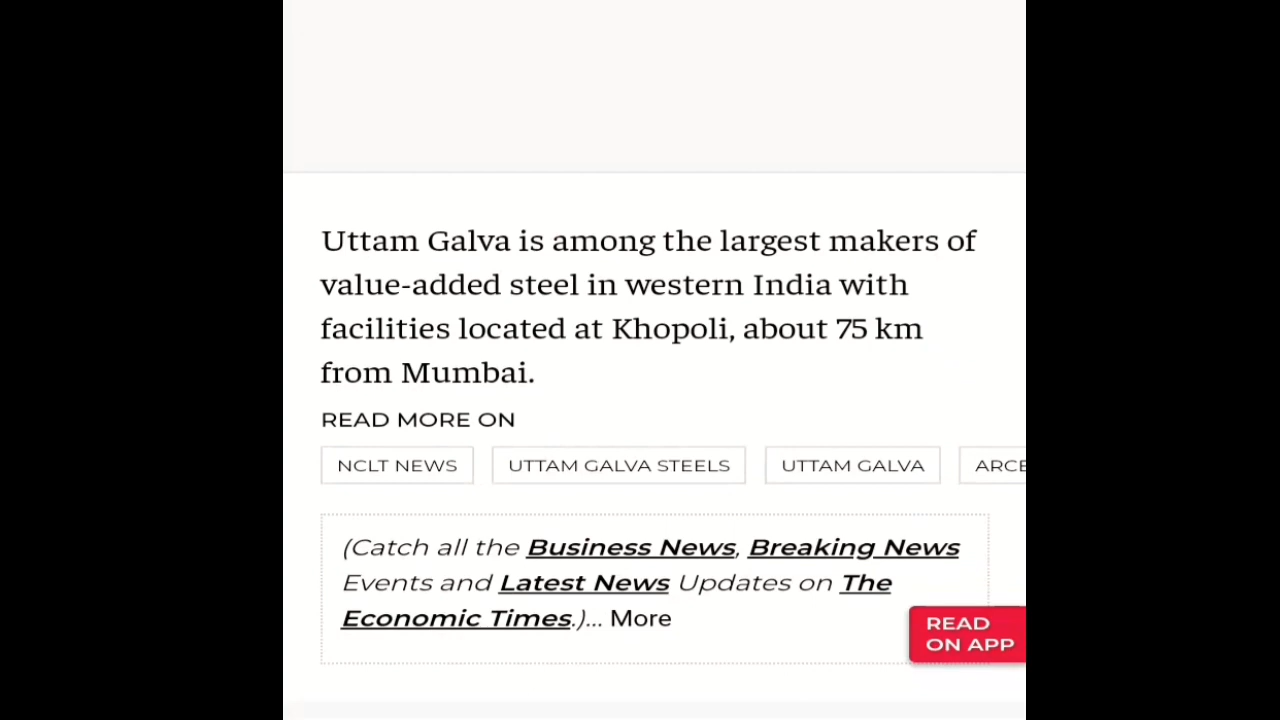 Uttam Galva is among the largest makers of
value-added steel in western India with
facilities located at Khopoli, about 75 km
from Mumbai.
READ MORE ON
NCLT NEWS UTTAM GALVA STEELS UTTAM GALVA ARCE
(Catch all the Business News, Breaking News
Events and Latest News Updates on The
Economic Times.)... More
READ
ON APP